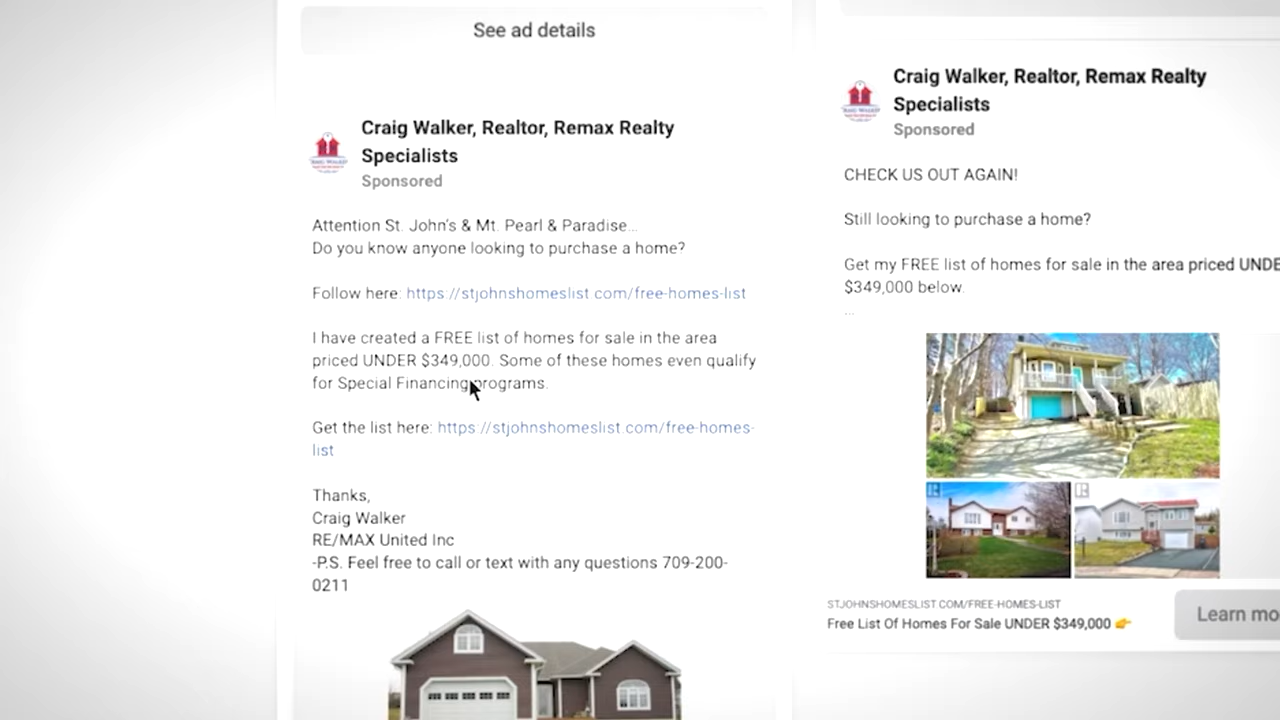 See ad details
Craig Walker, Realtor, Remax Realty
Specialists
Sponsored
Attention St. John's & Mt. Pearl & Paradise...
Do you know anyone looking to purchase a home?
Follow here: https://stjohnshomeslist.com/free-homes-list
I have created a FREE list of homes for sale in the area
priced UNDER $349,000. Some of these homes even qualify
for Special Financing programs.
Get the list here: https://stjohnshomeslist.com/free-homes-
list
Thanks,
Craig Walker
RE/MAX United Inc
-P.S. Feel free to call or text with any questions 709-200-
0211
Craig Walker, Realtor, Remax Realty
Specialists
Sponsored
CHECK US OUT AGAIN!
Still looking to purchase a home?
Get my FREE list of homes for sale in the area priced UNDE
$349,000 below.
...
STJOHNSHOMESLIST.COM/FREE-HOMES-LIST
Free List Of Homes For Sale UNDER $349,000 👉
Learn mo